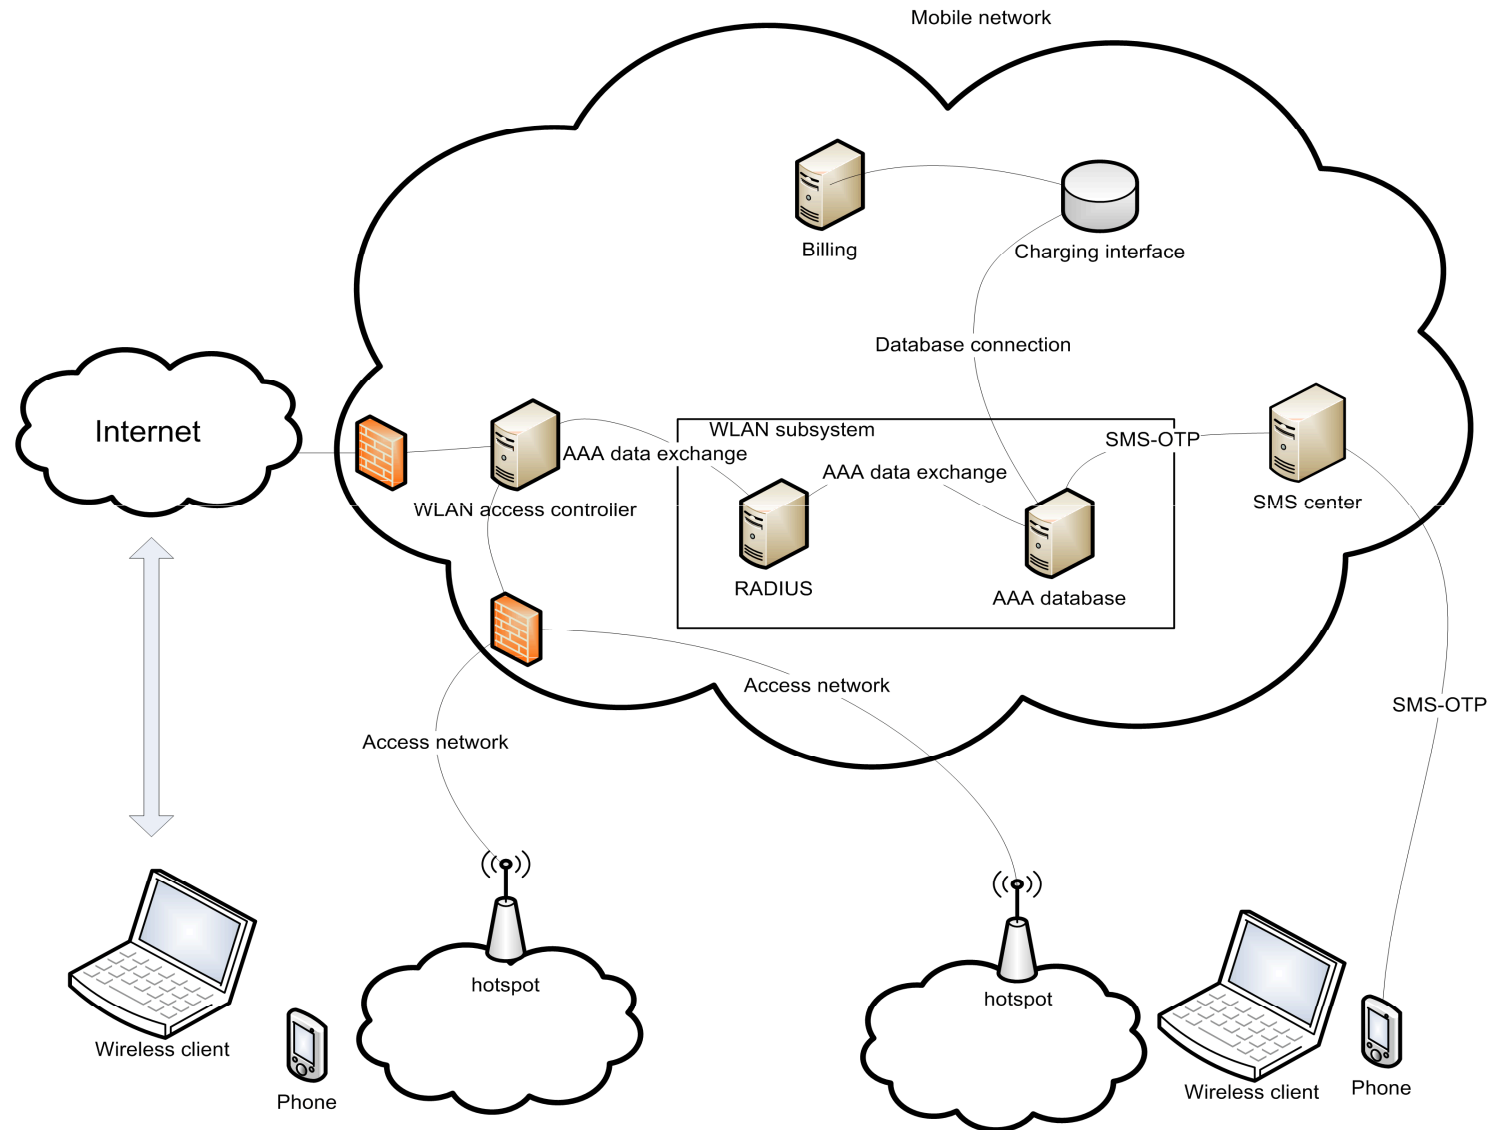 Mobile network
Billing
Charging interface
Database connection
Internet
WLAN subsystem
SMS-OTP
AAA data exchange
AAA data exchange
WLAN access controller
SMS center
RADIUS
AAA database
Access network
SMS-OTP
Access network
hotspot
hotspot
Wireless client
Phone
Wireless client
Phone